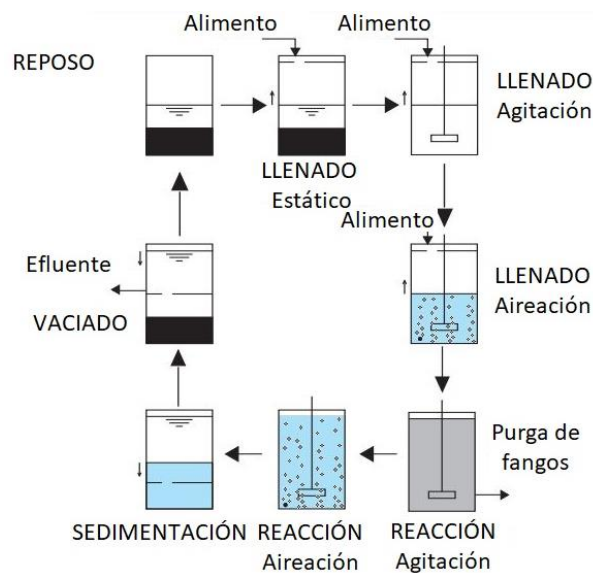 Alimento
Alimento
REPOSO
LLENADO
Agitación
LLENADO
Estático
Alimento
Efluente
LLENADO
Aireación
VACIADO
Purga de
fangos
SEDIMENTACIÓN
REACCIÓN
Aireación
REACCIÓN
Agitación